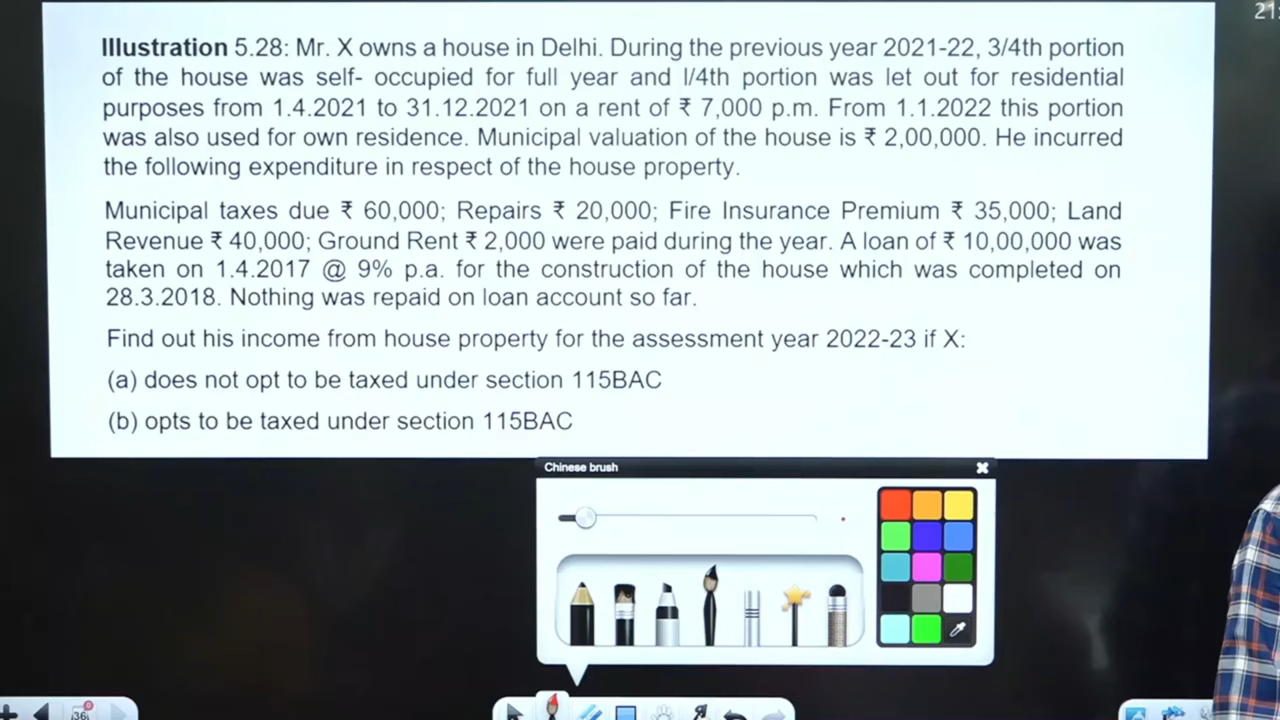 21:
Illustration 5.28: Mr. X owns a house in Delhi. During the previous year 2021-22, 3/4th portion
of the house was self- occupied for full year and I/4th portion was let out for residential
purposes from 1.4.2021 to 31.12.2021 on a rent of ₹ 7,000 p.m. From 1.1.2022 this portion
was also used for own residence. Municipal valuation of the house is ₹ 2,00,000. He incurred
the following expenditure in respect of the house property.
Municipal taxes due ₹ 60,000; Repairs ₹ 20,000; Fire Insurance Premium ₹ 35,000; Land
Revenue ₹ 40,000; Ground Rent ₹ 2,000 were paid during the year. A loan of ₹ 10,00,000 was
taken on 1.4.2017 @ 9% p.a. for the construction of the house which was completed on
28.3.2018. Nothing was repaid on loan account so far.
Find out his income from house property for the assessment year 2022-23 if X:
(a) does not opt to be taxed under section 115BAC
(b) opts to be taxed under section 115BAC
Chinese brush
36
0